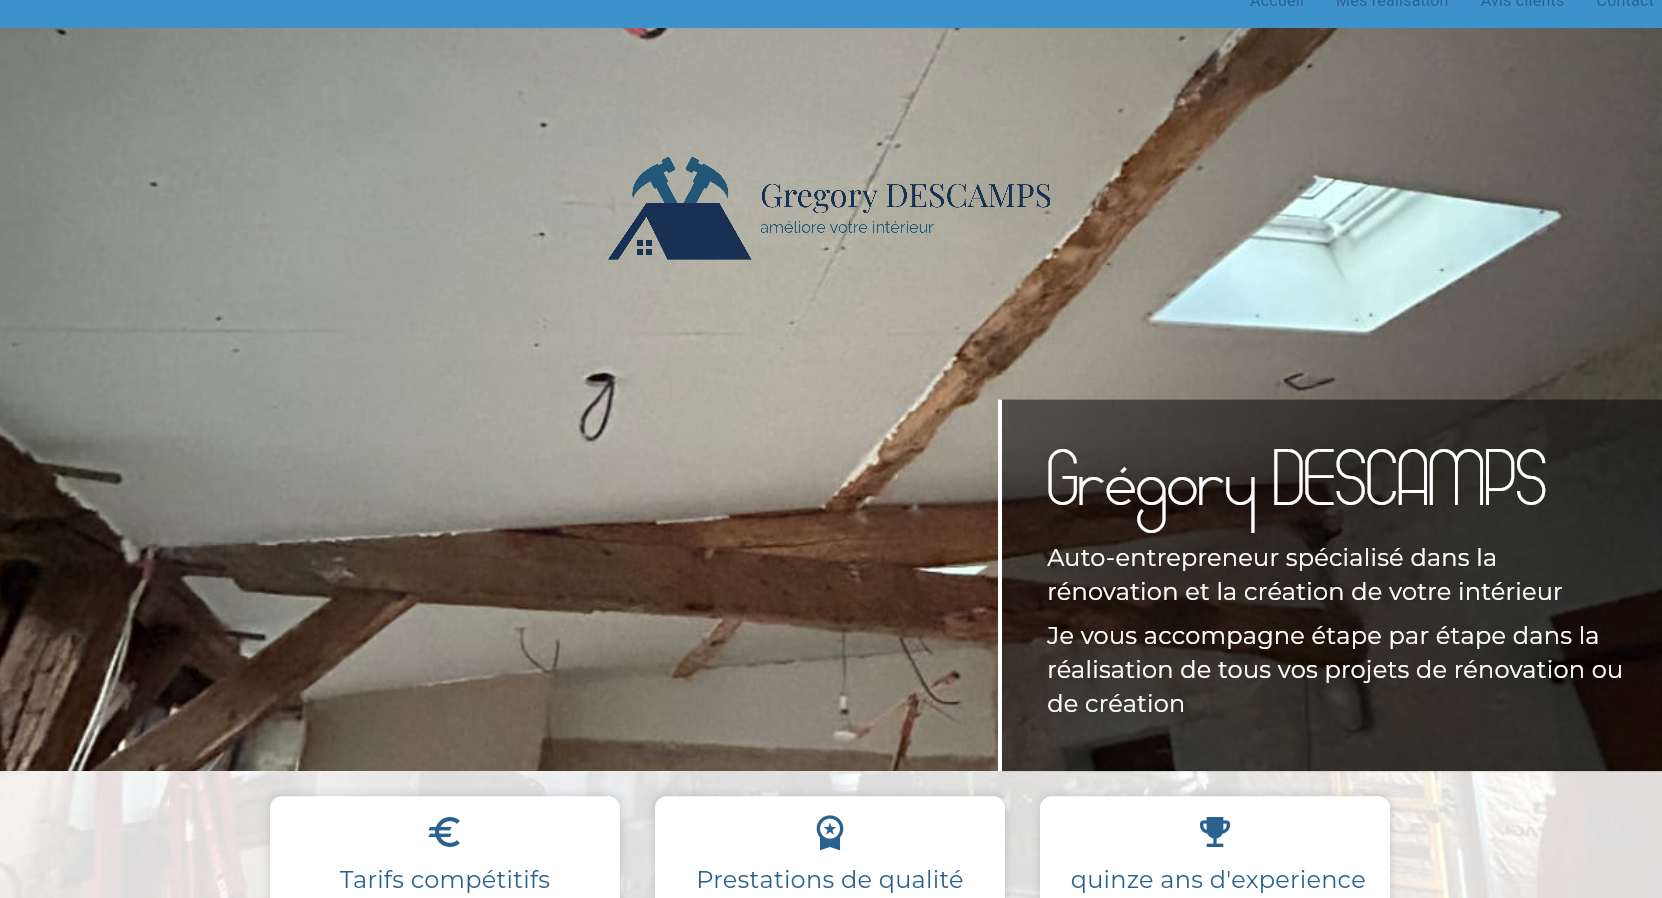 Accueil Mes réalisation Avis clients Contact
Gregory DESCAMPS
améliore votre intérieur
Grégory DESCAMPS
Auto-entrepreneur spécialisé dans la
rénovation et la création de votre intérieur
Je vous accompagne étape par étape dans la
réalisation de tous vos projets de rénovation ou
de création
Tarifs compétitifs
Prestations de qualité
quinze ans d'experience